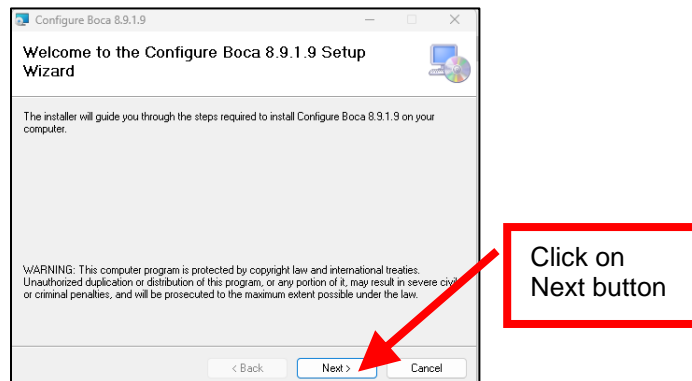 Configure Boca 8.9.1.9
Welcome to the Configure Boca 8.9.1.9 Setup
Wizard
The installer will guide you through the steps required to install Configure Boca 8.9.1.9 on your
computer.
WARNING: This computer program is protected by copyright law and international treaties.
Unauthorized duplication or distribution of this program, or any portion of it, may result in severe civil
or criminal penalties, and will be prosecuted to the maximum extent possible under the law.
Click on
Next button
< Back
Next >
Cancel